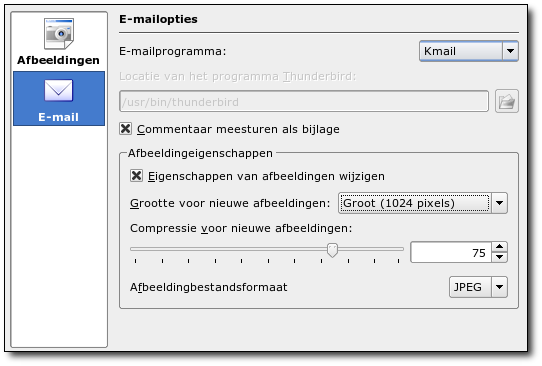 Afbeeldingen
E-mail
E-mailopties
E-mailprogramma: Kmail
Locatie van het programma Thunderbird:
/usr/bin/thunderbird
Commentaar meesturen als bijlage
Afbeeldingeigenschappen
Eigenschappen van afbeeldingen wijzigen
Grootte voor nieuwe afbeeldingen: Groot (1024 pixels)
Compressie voor nieuwe afbeeldingen:
75
Afbeeldingbestandsformaat JPEG